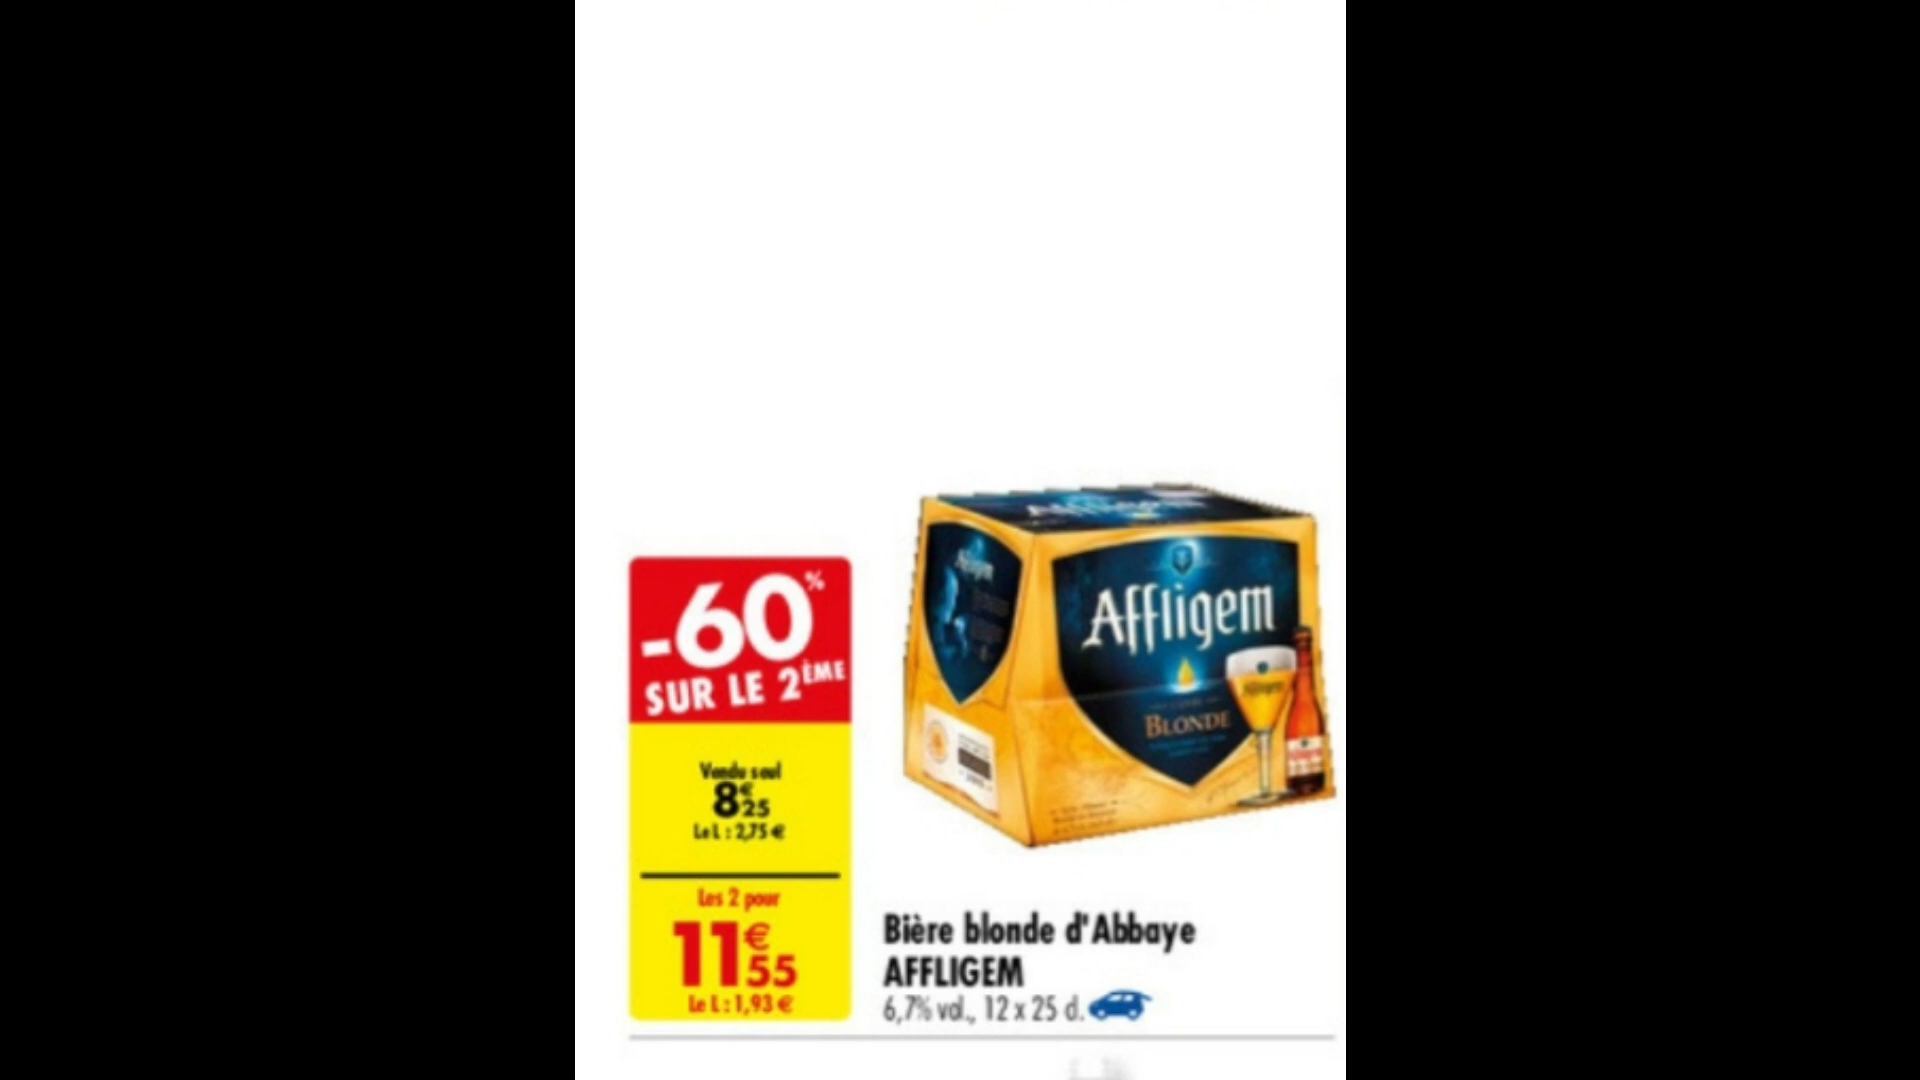 -60%
SUR LE 2ÈME
Vendu seul
8€25
Le L : 2,75 €
Les 2 pour
11€55
Le L : 1,93 €
Affligem
BLONDE
Bière blonde d'Abbaye
AFFLIGEM
6,7% vol., 12 x 25 cl.